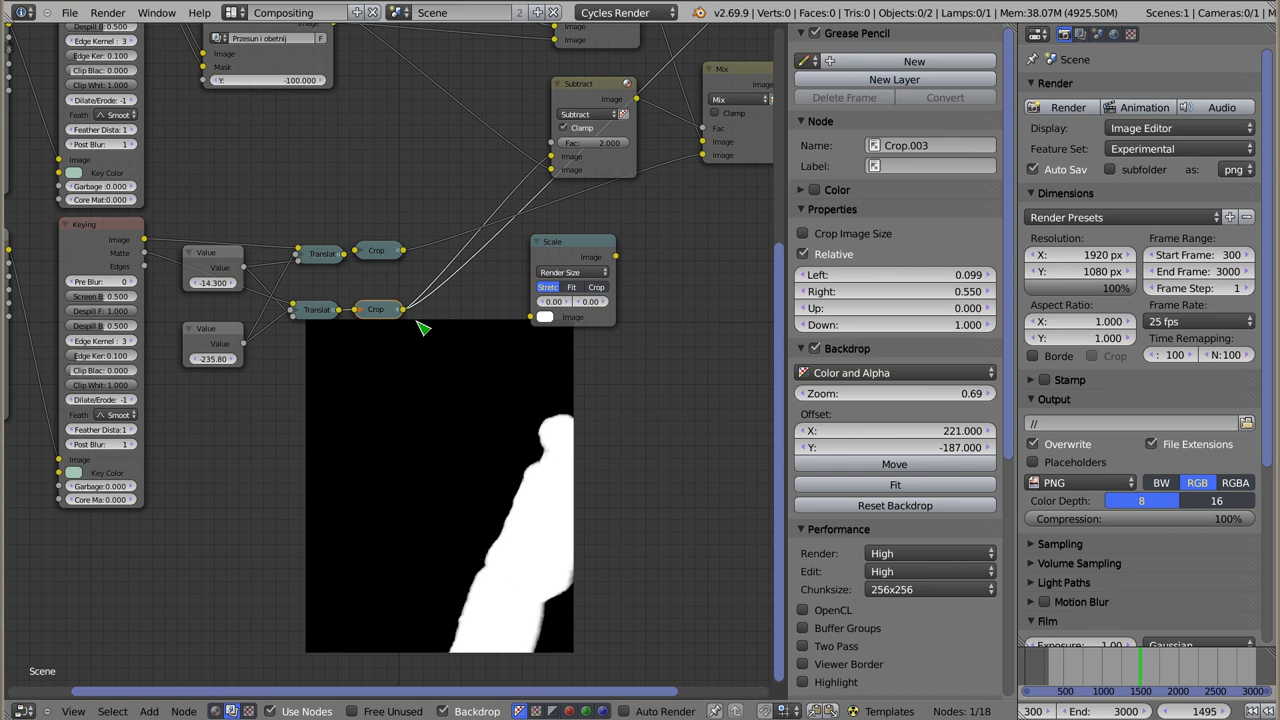 File
Render
Window
Help
Compositing
Scene
2
Cycles Render
v2.69.9 | Verts:0 | Faces:0 | Tris:0 | Objects:0/2 | Lamps:0/1 | Mem:38.07M (4925.50M)
Scenes:1 | Cameras:0/1 |
Despill B: 0.500
Edge Kernel : 3
Edge Ker: 0.100
Clip Blac: 0.000
Clip Whit: 1.000
Dilate/Erode: -1
Feath
Smoot
Feather Dista: 1
Post Blur: 1
Image
Key Color
Garbage :0.000
Core Mat:0.000
Przesun i obetnij
F
Image
Mask
Y: -100.000
Image
Subtract
Image
Subtract
Clamp
Fac: 2.000
Image
Image
Mix
Image
Mix
Clamp
Fac
Image
Image
Keying
Image
Matte
Edges
Pre Blur: 0
Screen B: 0.500
Despill F: 1.000
Despill B: 0.500
Edge Kernel: 3
Edge Ker:0.100
Clip Blac: 0.000
Clip Whit: 1.000
Dilate/Erode: -1
Feath
Smoot
Feather Dista:1
Post Blur: 1
Image
Key Color
Garbage:0.000
Core Ma: 0.000
Value
Value
-14.300
Value
Value
-235.80
Translat
Crop
Translat
Crop
Scale
Image
Render Size
Stretc
Fit
Crop
0.00
0.00
Image
Scene
Grease Pencil
New
New Layer
Delete Frame
Convert
Node
Name:
Crop.003
Label:
Color
Properties
Crop Image Size
Relative
Left: 0.099
Right: 0.550
Up: 0.000
Down: 1.000
Backdrop
Color and Alpha
Zoom: 0.69
Offset:
X: 221.000
Y: -187.000
Move
Fit
Reset Backdrop
Performance
Render:
High
Edit:
High
Chunksize:
256x256
OpenCL
Buffer Groups
Two Pass
Viewer Border
Highlight
Scene
Render
Render
Animation
Audio
Display:
Image Editor
Feature Set:
Experimental
Auto Sav
subfolder
as:
png
Dimensions
Render Presets
Resolution:
Frame Range:
X: 1920 px
Start Frame: 300
Y: 1080 px
End Frame: 3000
100%
Frame Step: 1
Aspect Ratio:
Frame Rate:
X: 1.000
25 fps
Y: 1.000
Time Remapping:
Borde
Crop
: 100
N:100
Stamp
Output
//
Overwrite
File Extensions
Placeholders
PNG
BW
RGB
RGBA
Color Depth:
8
16
Compression: 100%
Sampling
Volume Sampling
Light Paths
Motion Blur
Film
Exposure: 1.00
Gaussian
0
500
1000
1500
2000
2500
3000
View
Select
Add
Node
Use Nodes
Free Unused
Backdrop
Auto Render
Templates
Nodes: 1/18
300
End: 3000
1495